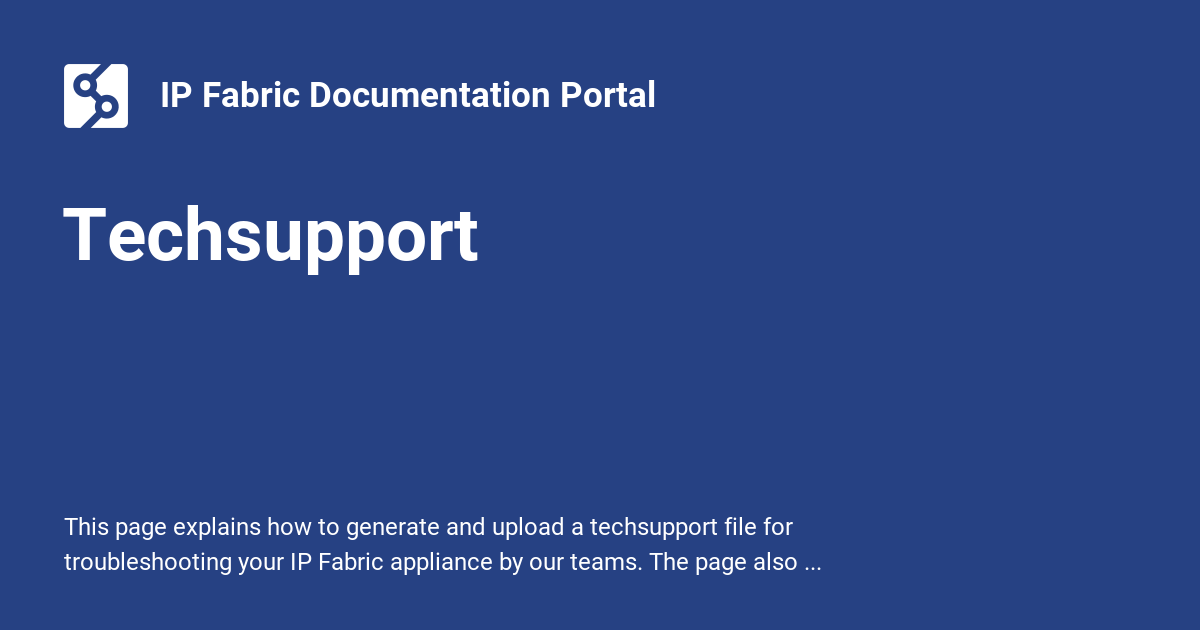 IP Fabric Documentation Portal
Techsupport
This page explains how to generate and upload a techsupport file for
troubleshooting your IP Fabric appliance by our teams. The page also ...